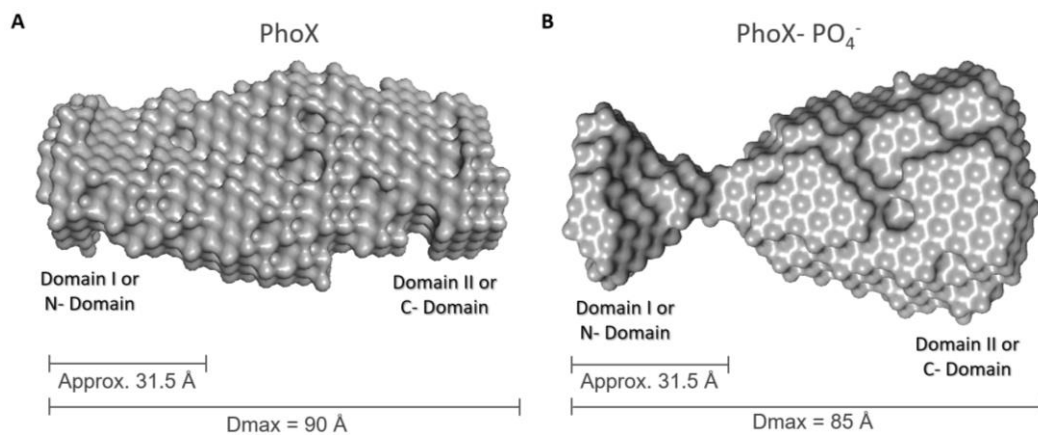 A
PhoX
Domain I or
N- Domain
Domain II or
C- Domain
Approx. 31.5 Å
Dmax = 90 Å
B
PhoX- PO₄⁻
Domain I or
N- Domain
Domain II or
C- Domain
Approx. 31.5 Å
Dmax = 85 Å